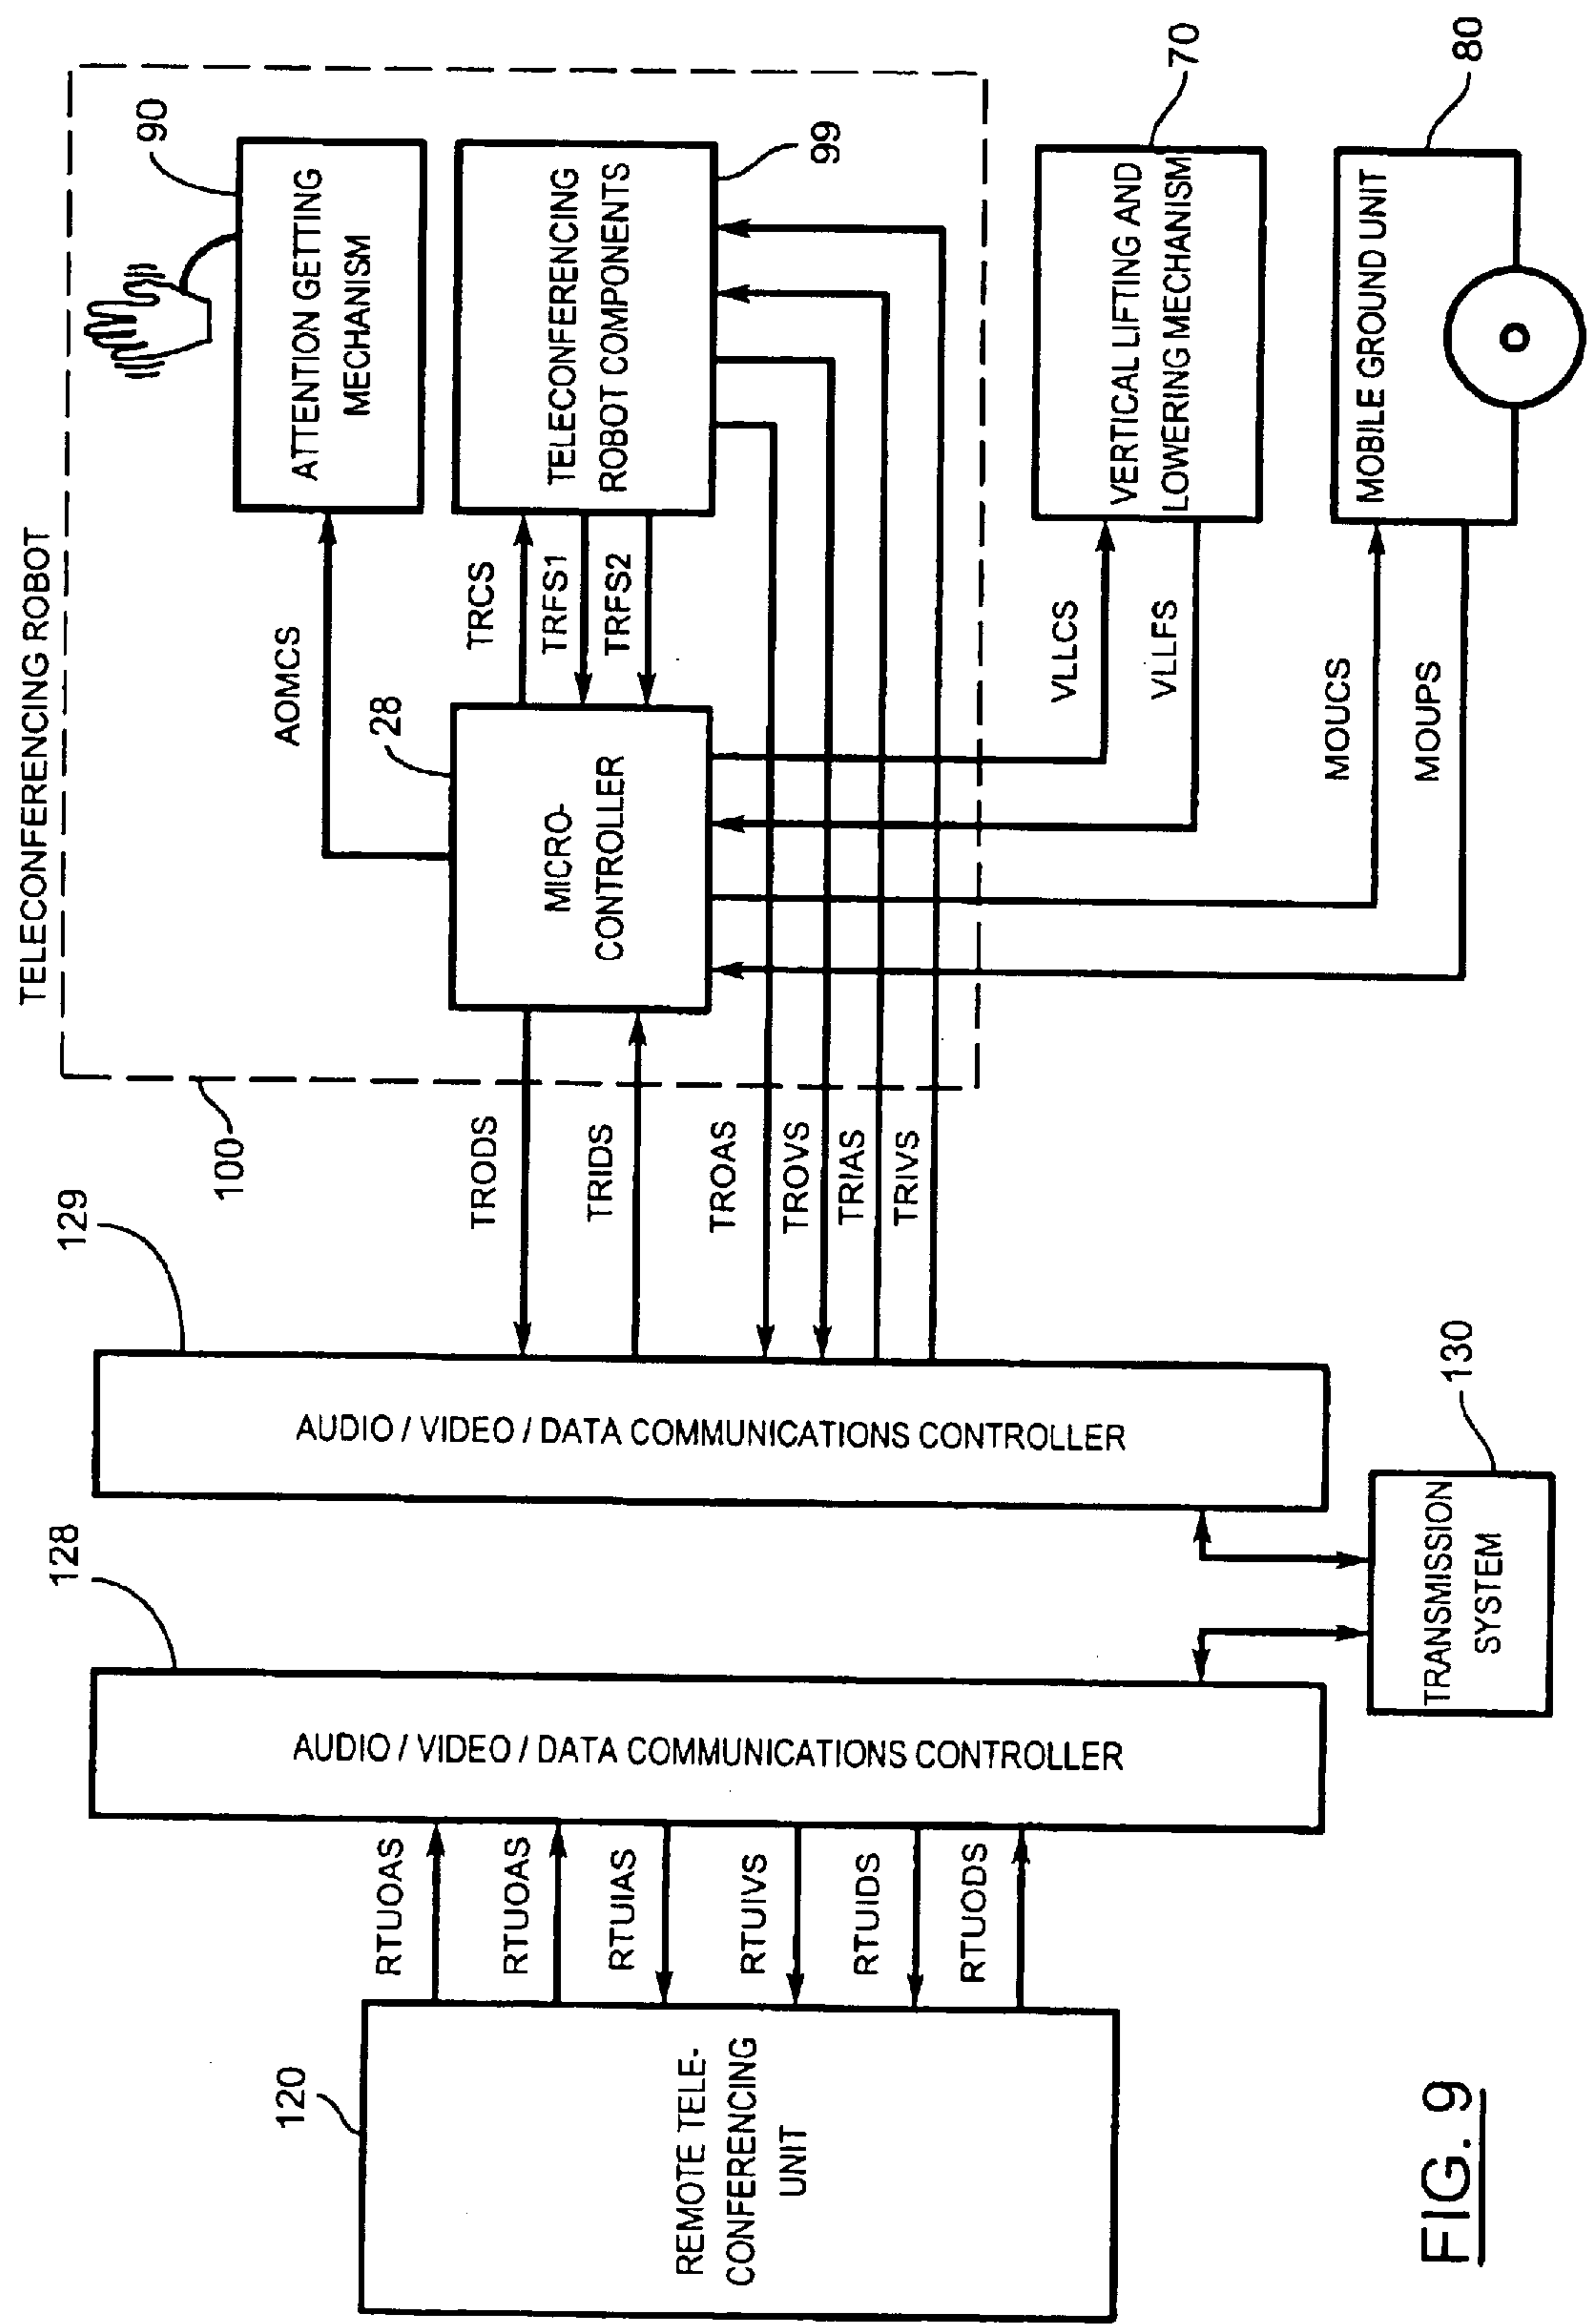 TELECONFERENCING ROBOT
90
ATTENTION GETTING
MECHANISM
AOMCS
TELECONFERENCING
ROBOT COMPONENTS
99
TRCS
TRFS1
TRFS2
28
MICRO-
CONTROLLER
100
VERTICAL LIFTING AND
LOWERING MECHANISM
70
VLLCS
VLLFS
MOBILE GROUND UNIT
80
MOUCS
MOUPS
TRODS
TRIDS
TROAS
TROVS
TRIAS
TRIVS
129
AUDIO / VIDEO / DATA COMMUNICATIONS CONTROLLER
128
AUDIO / VIDEO / DATA COMMUNICATIONS CONTROLLER
130
TRANSMISSION
SYSTEM
RTUOAS
RTUOAS
RTUIAS
RTUIVS
RTUIDS
RTUODS
120
REMOTE TELE-
CONFERENCING
UNIT
FIG. 9